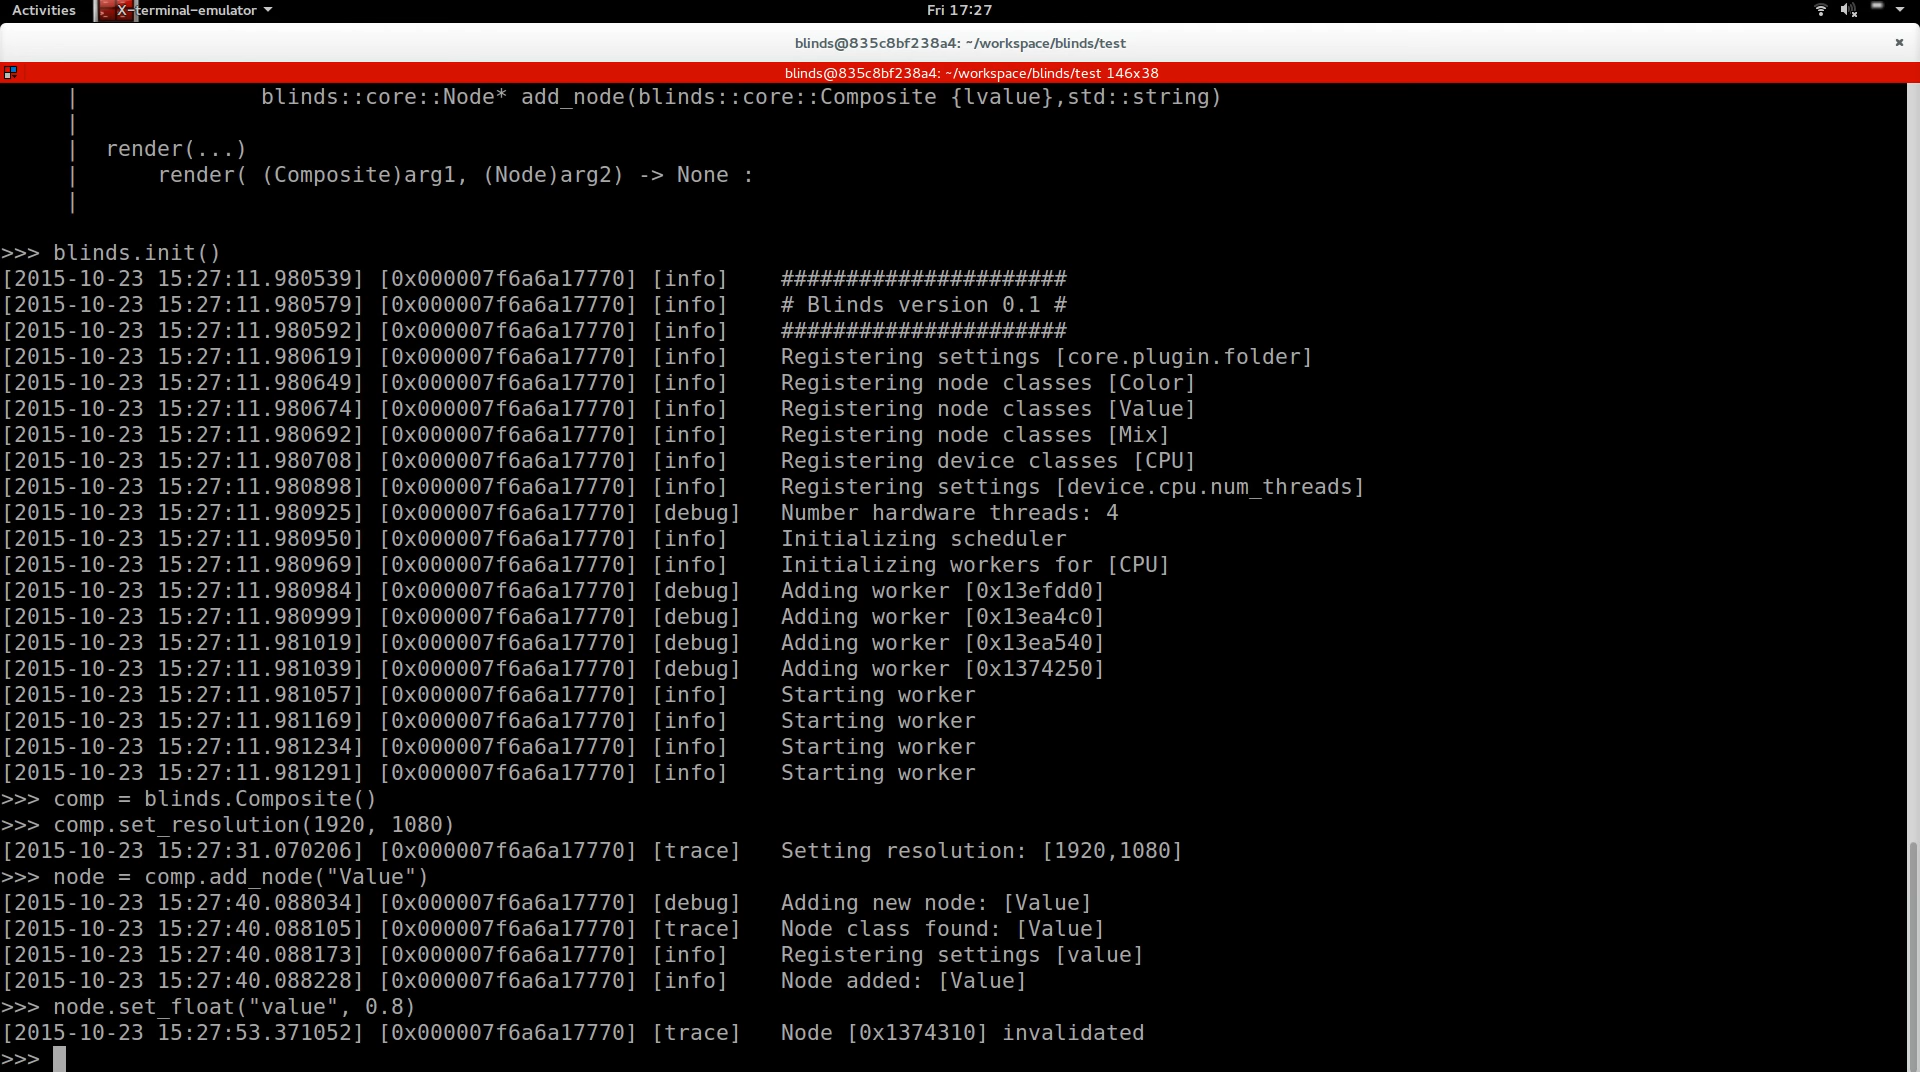 Activities X-terminal-emulator Fri 17:27
blinds@835c8bf238a4: ~/workspace/blinds/test
blinds@835c8bf238a4: ~/workspace/blinds/test 146x38
| blinds::core::Node* add_node(blinds::core::Composite {lvalue},std::string)
|
| render(...)
| render( (Composite)arg1, (Node)arg2) -> None :
|
>>> blinds.init()
[2015-10-23 15:27:11.980539] [0x000007f6a6a17770] [info] ######################
[2015-10-23 15:27:11.980579] [0x000007f6a6a17770] [info] # Blinds version 0.1 #
[2015-10-23 15:27:11.980592] [0x000007f6a6a17770] [info] ######################
[2015-10-23 15:27:11.980619] [0x000007f6a6a17770] [info] Registering settings [core.plugin.folder]
[2015-10-23 15:27:11.980649] [0x000007f6a6a17770] [info] Registering node classes [Color]
[2015-10-23 15:27:11.980674] [0x000007f6a6a17770] [info] Registering node classes [Value]
[2015-10-23 15:27:11.980692] [0x000007f6a6a17770] [info] Registering node classes [Mix]
[2015-10-23 15:27:11.980708] [0x000007f6a6a17770] [info] Registering device classes [CPU]
[2015-10-23 15:27:11.980898] [0x000007f6a6a17770] [info] Registering settings [device.cpu.num_threads]
[2015-10-23 15:27:11.980925] [0x000007f6a6a17770] [debug] Number hardware threads: 4
[2015-10-23 15:27:11.980950] [0x000007f6a6a17770] [info] Initializing scheduler
[2015-10-23 15:27:11.980969] [0x000007f6a6a17770] [info] Initializing workers for [CPU]
[2015-10-23 15:27:11.980984] [0x000007f6a6a17770] [debug] Adding worker [0x13efdd0]
[2015-10-23 15:27:11.980999] [0x000007f6a6a17770] [debug] Adding worker [0x13ea4c0]
[2015-10-23 15:27:11.981019] [0x000007f6a6a17770] [debug] Adding worker [0x13ea540]
[2015-10-23 15:27:11.981039] [0x000007f6a6a17770] [debug] Adding worker [0x1374250]
[2015-10-23 15:27:11.981057] [0x000007f6a6a17770] [info] Starting worker
[2015-10-23 15:27:11.981169] [0x000007f6a6a17770] [info] Starting worker
[2015-10-23 15:27:11.981234] [0x000007f6a6a17770] [info] Starting worker
[2015-10-23 15:27:11.981291] [0x000007f6a6a17770] [info] Starting worker
>>> comp = blinds.Composite()
>>> comp.set_resolution(1920, 1080)
[2015-10-23 15:27:31.070206] [0x000007f6a6a17770] [trace] Setting resolution: [1920,1080]
>>> node = comp.add_node("Value")
[2015-10-23 15:27:40.088034] [0x000007f6a6a17770] [debug] Adding new node: [Value]
[2015-10-23 15:27:40.088105] [0x000007f6a6a17770] [trace] Node class found: [Value]
[2015-10-23 15:27:40.088173] [0x000007f6a6a17770] [info] Registering settings [value]
[2015-10-23 15:27:40.088228] [0x000007f6a6a17770] [info] Node added: [Value]
>>> node.set_float("value", 0.8)
[2015-10-23 15:27:53.371052] [0x000007f6a6a17770] [trace] Node [0x1374310] invalidated
>>>